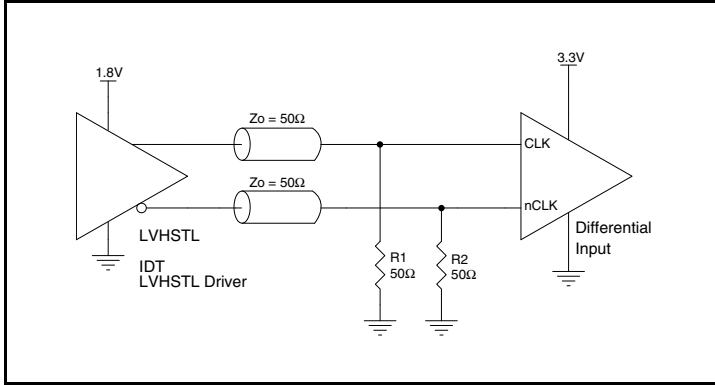 1.8V
3.3V
Zo = 50Ω
CLK
Zo = 50Ω
nCLK
LVHSTL
IDT
LVHSTL Driver
Differential
Input
R1
50Ω
R2
50Ω